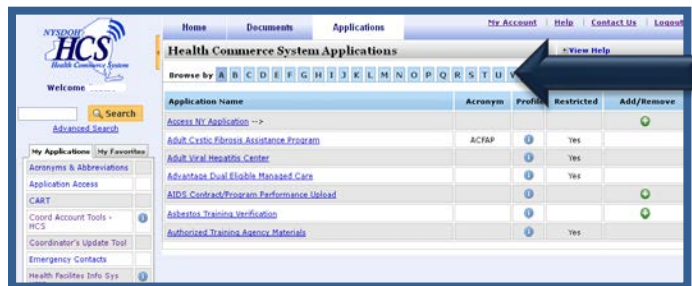 NYSDOH
HCS
Health Commerce System
Welcome
Search
Advanced Search
My Applications My Favorites
Acronyms & Abbreviations
Application Access
CART
Coord Account Tools - HCS
Coordinator's Update Tool
Emergency Contacts
Health Facilites Info Sys
Home Documents Applications My Account Help Contact Us Logout
Health Commerce System Applications +View Help
Browse by A B C D E F G H I J K L M N O P Q R S T U V
Application Name Acronym Profile Restricted Add/Remove
Access NY Application -->
Adult Cystic Fibrosis Assistance Program ACFAP Yes
Adult Viral Hepatitis Center Yes
Advantage Dual Eligible Managed Care Yes
AIDS Contract/Program Performance Upload
Asbestos Training Verification
Authorized Training Agency Materials Yes